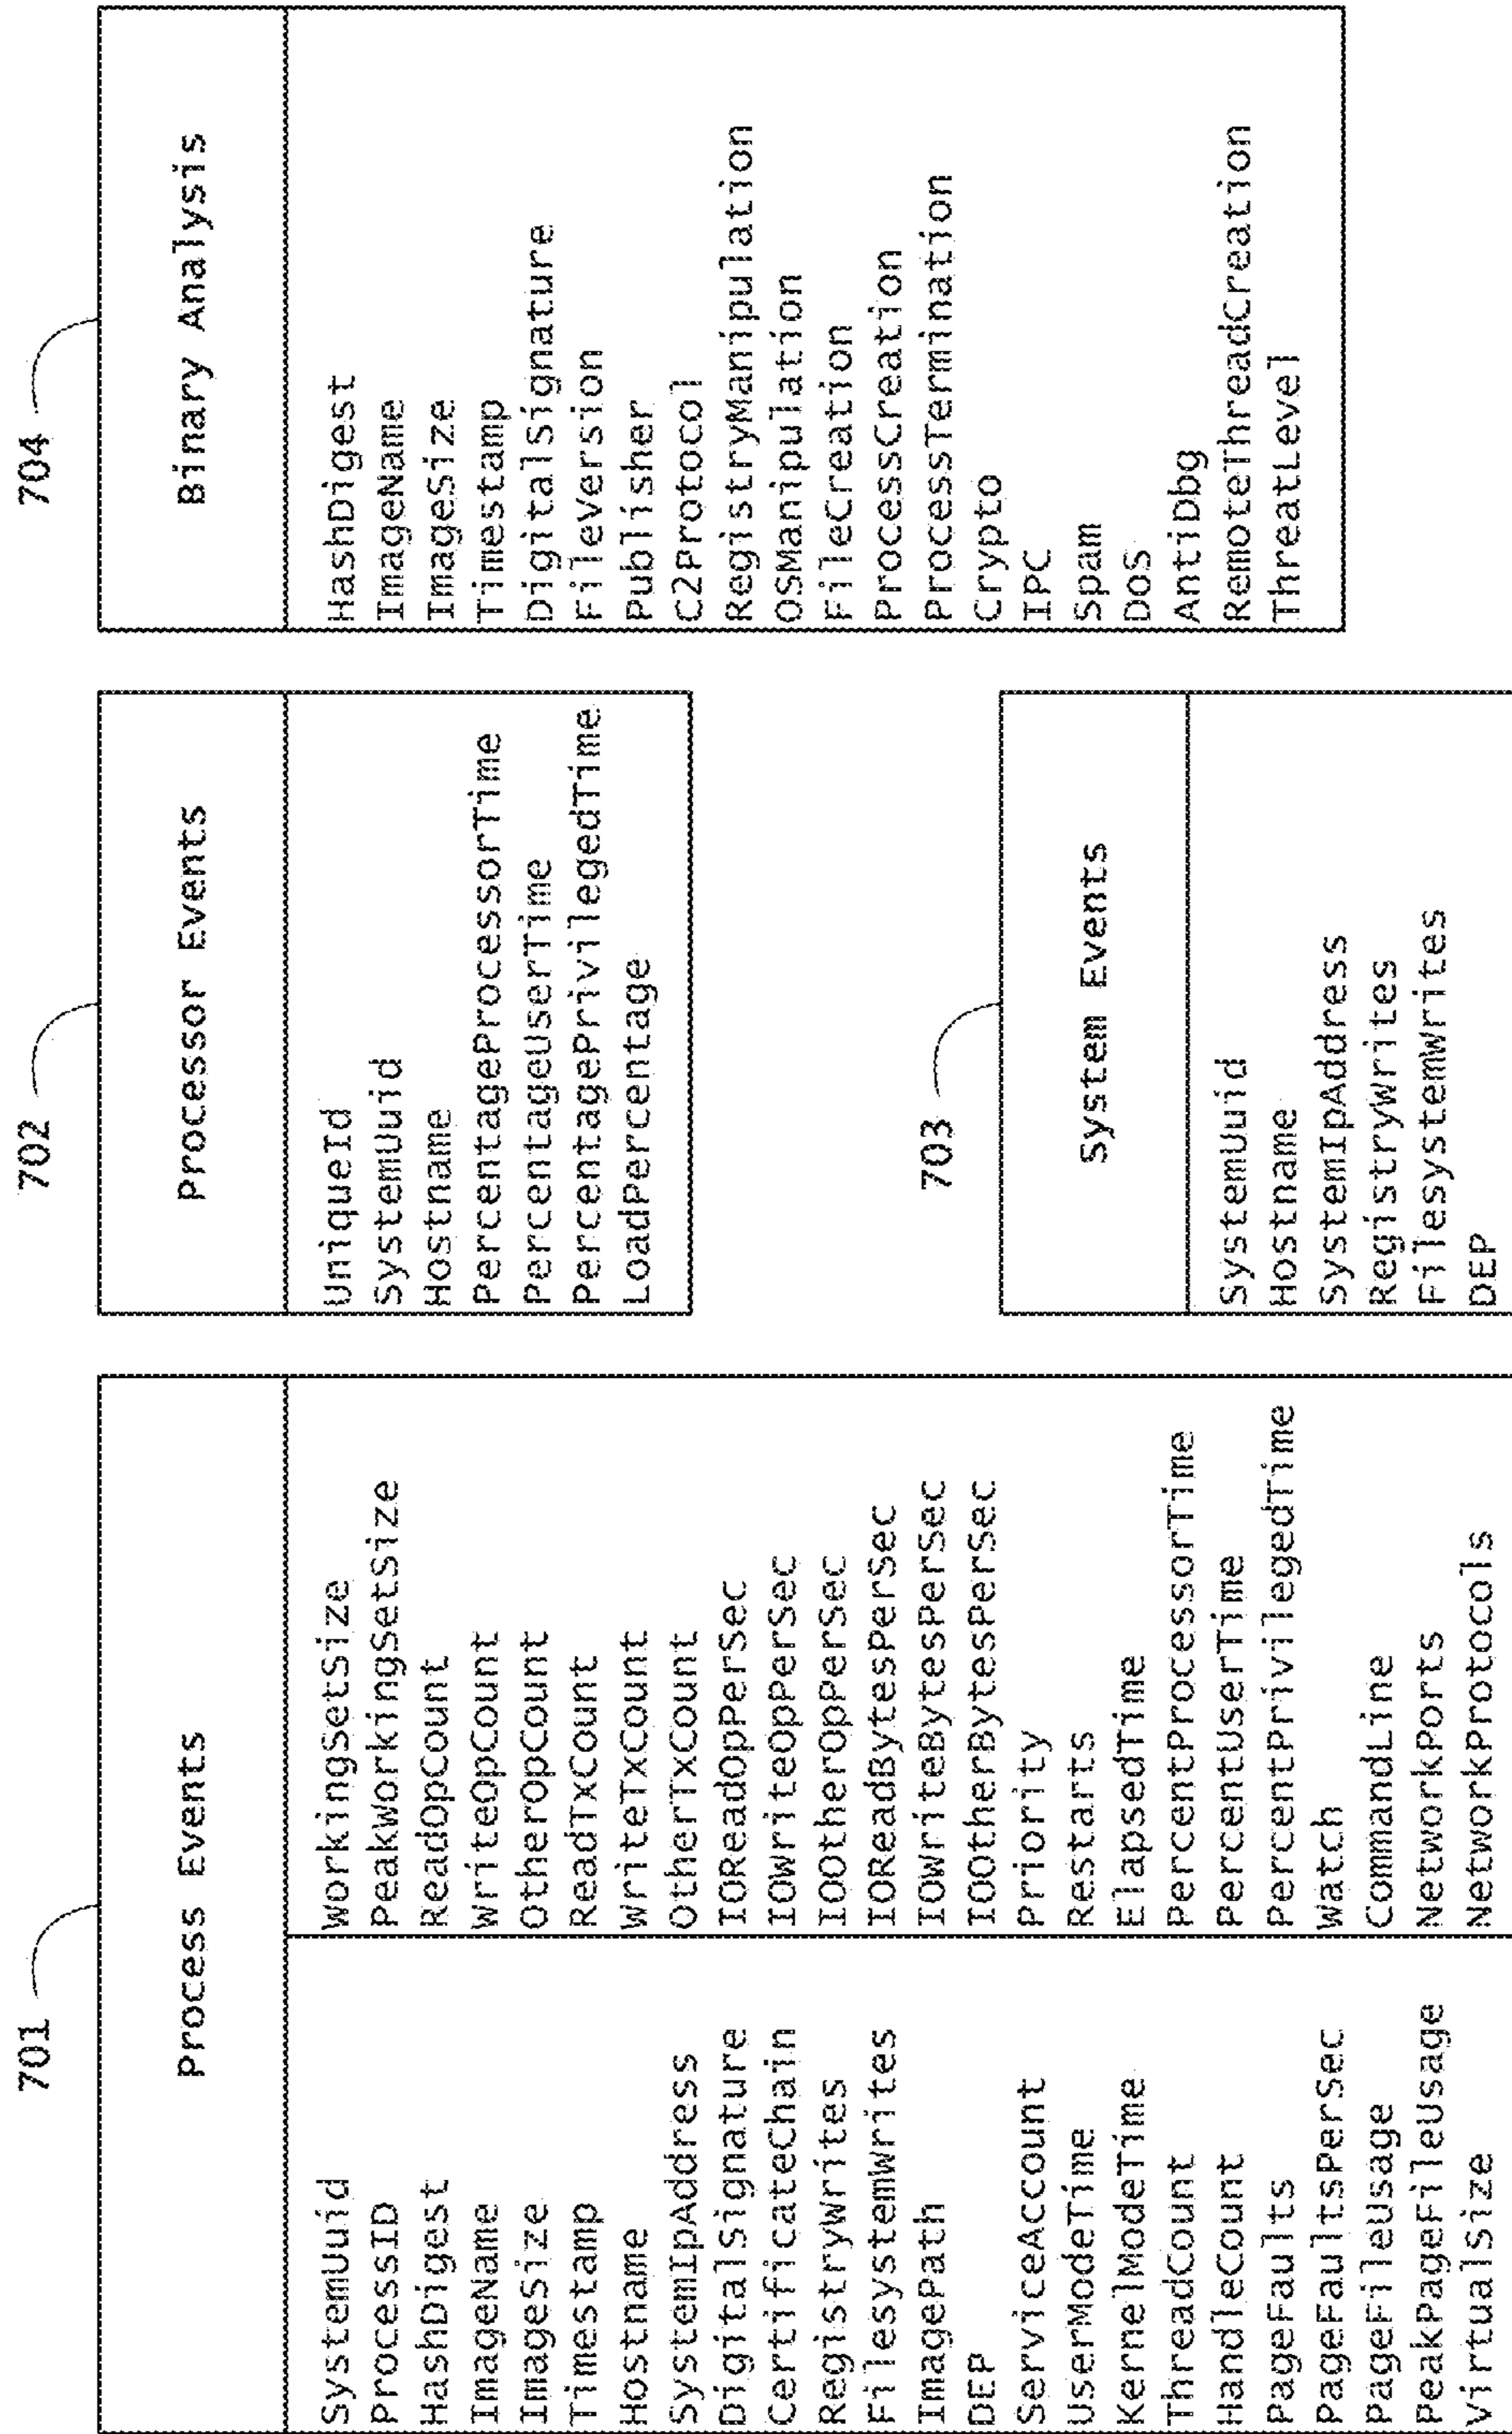 701
Process Events
SystemUuid
ProcessID
HashDigest
ImageName
ImageSize
Timestamp
Hostname
SystemIpAddress
DigitalSignature
CertificateChain
RegistryWrites
FilesystemWrites
ImagePath
DEP
ServiceAccount
UserModeTime
KernelModeTime
ThreadCount
HandleCount
PageFaults
PageFaultsPerSec
PageFileUsage
PeakPageFileUsage
VirtualSize
WorkingSetSize
PeakWorkingSetSize
ReadOpCount
WriteOpCount
OtherOpCount
ReadTxCount
WriteTxCount
OtherTxCount
IOReadOpPerSec
IOWriteOpPerSec
IOOtherOpPerSec
IOReadBytesPerSec
IOWriteBytesPerSec
IOOtherBytesPerSec
Priority
Restarts
ElapsedTime
PercentProcessorTime
PercentUserTime
PercentPrivilegedTime
Watch
CommandLine
NetworkPorts
NetworkProtocols
702
Processor Events
UniqueId
SystemUuid
Hostname
PercentageProcessorTime
PercentageUserTime
PercentagePrivilegedTime
LoadPercentage
703
System Events
SystemUuid
Hostname
SystemIpAddress
RegistryWrites
FilesystemWrites
DEP
704
Binary Analysis
HashDigest
ImageName
ImageSize
Timestamp
DigitalSignature
FileVersion
Publisher
C2Protocol
RegistryManipulation
OSManipulation
FileCreation
ProcessCreation
ProcessTermination
Crypto
IPC
Spam
DoS
AntiDbg
RemoteThreadCreation
ThreatLevel